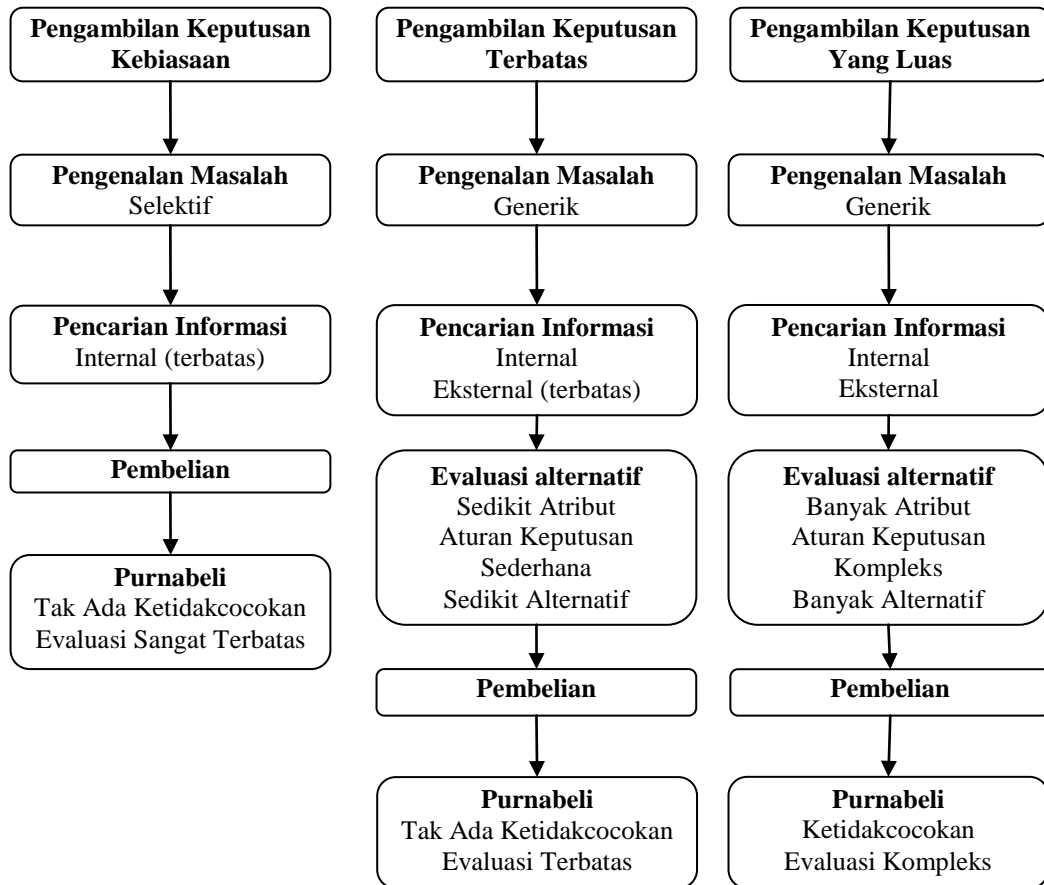 Pengambilan Keputusan
Kebiasaan
Pengenalan Masalah
Selektif
Pencarian Informasi
Internal (terbatas)
Pembelian
Purnabeli
Tak Ada Ketidakcocokan
Evaluasi Sangat Terbatas
Pengambilan Keputusan
Terbatas
Pengenalan Masalah
Generik
Pencarian Informasi
Internal
Eksternal (terbatas)
Evaluasi alternatif
Sedikit Atribut
Aturan Keputusan
Sederhana
Sedikit Alternatif
Pembelian
Purnabeli
Tak Ada Ketidakcocokan
Evaluasi Terbatas
Pengambilan Keputusan
Yang Luas
Pengenalan Masalah
Generik
Pencarian Informasi
Internal
Eksternal
Evaluasi alternatif
Banyak Atribut
Aturan Keputusan
Kompleks
Banyak Alternatif
Pembelian
Purnabeli
Ketidakcocokan
Evaluasi Kompleks